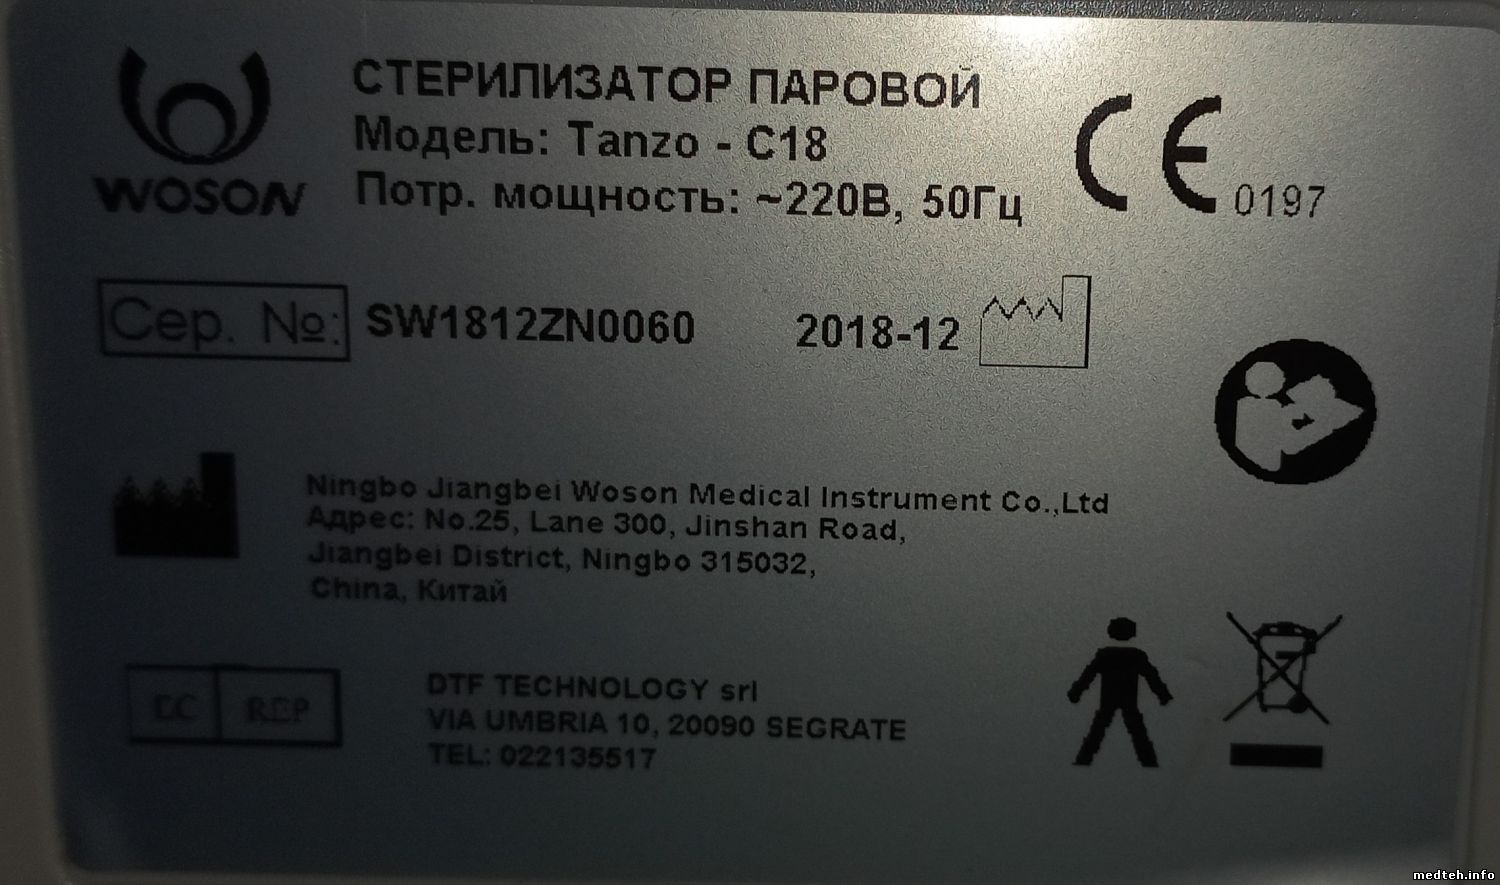 WOSON
СТЕРИЛИЗАТОР ПАРОВОЙ
Модель: Tanzo - C18
Потр. мощность: ~220В, 50Гц
CE 0197
Сер. №: SW1812ZN0060 2018-12
Ningbo Jiangbei Woson Medical Instrument Co.,Ltd
Адрес: No.25, Lane 300, Jinshan Road,
Jiangbei District, Ningbo 315032,
China, Китай
EC REP
DTF TECHNOLOGY srl
VIA UMBRIA 10, 20090 SEGRATE
TEL: 022135517
medteh.info